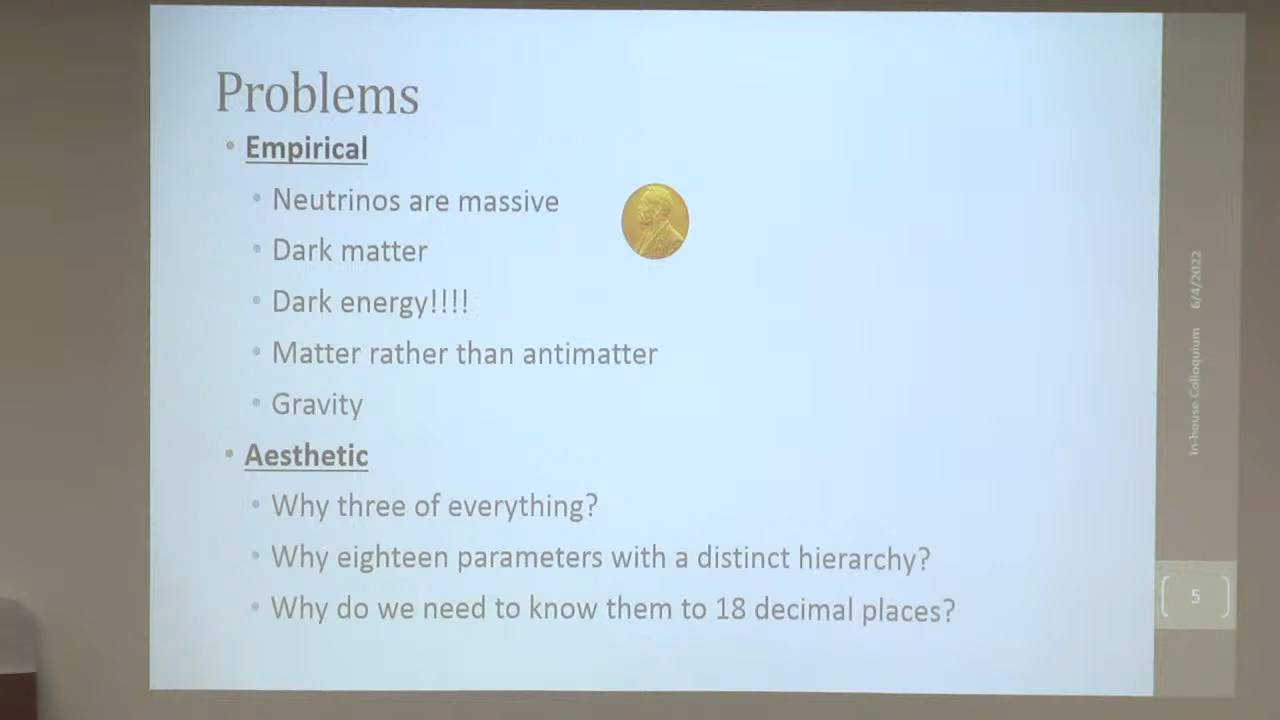 Problems
Empirical
Neutrinos are massive
Dark matter
Dark energy!!!!
Matter rather than antimatter
Gravity
Aesthetic
Why three of everything?
Why eighteen parameters with a distinct hierarchy?
Why do we need to know them to 18 decimal places?
In-house Colloquium 6/4/2022
5